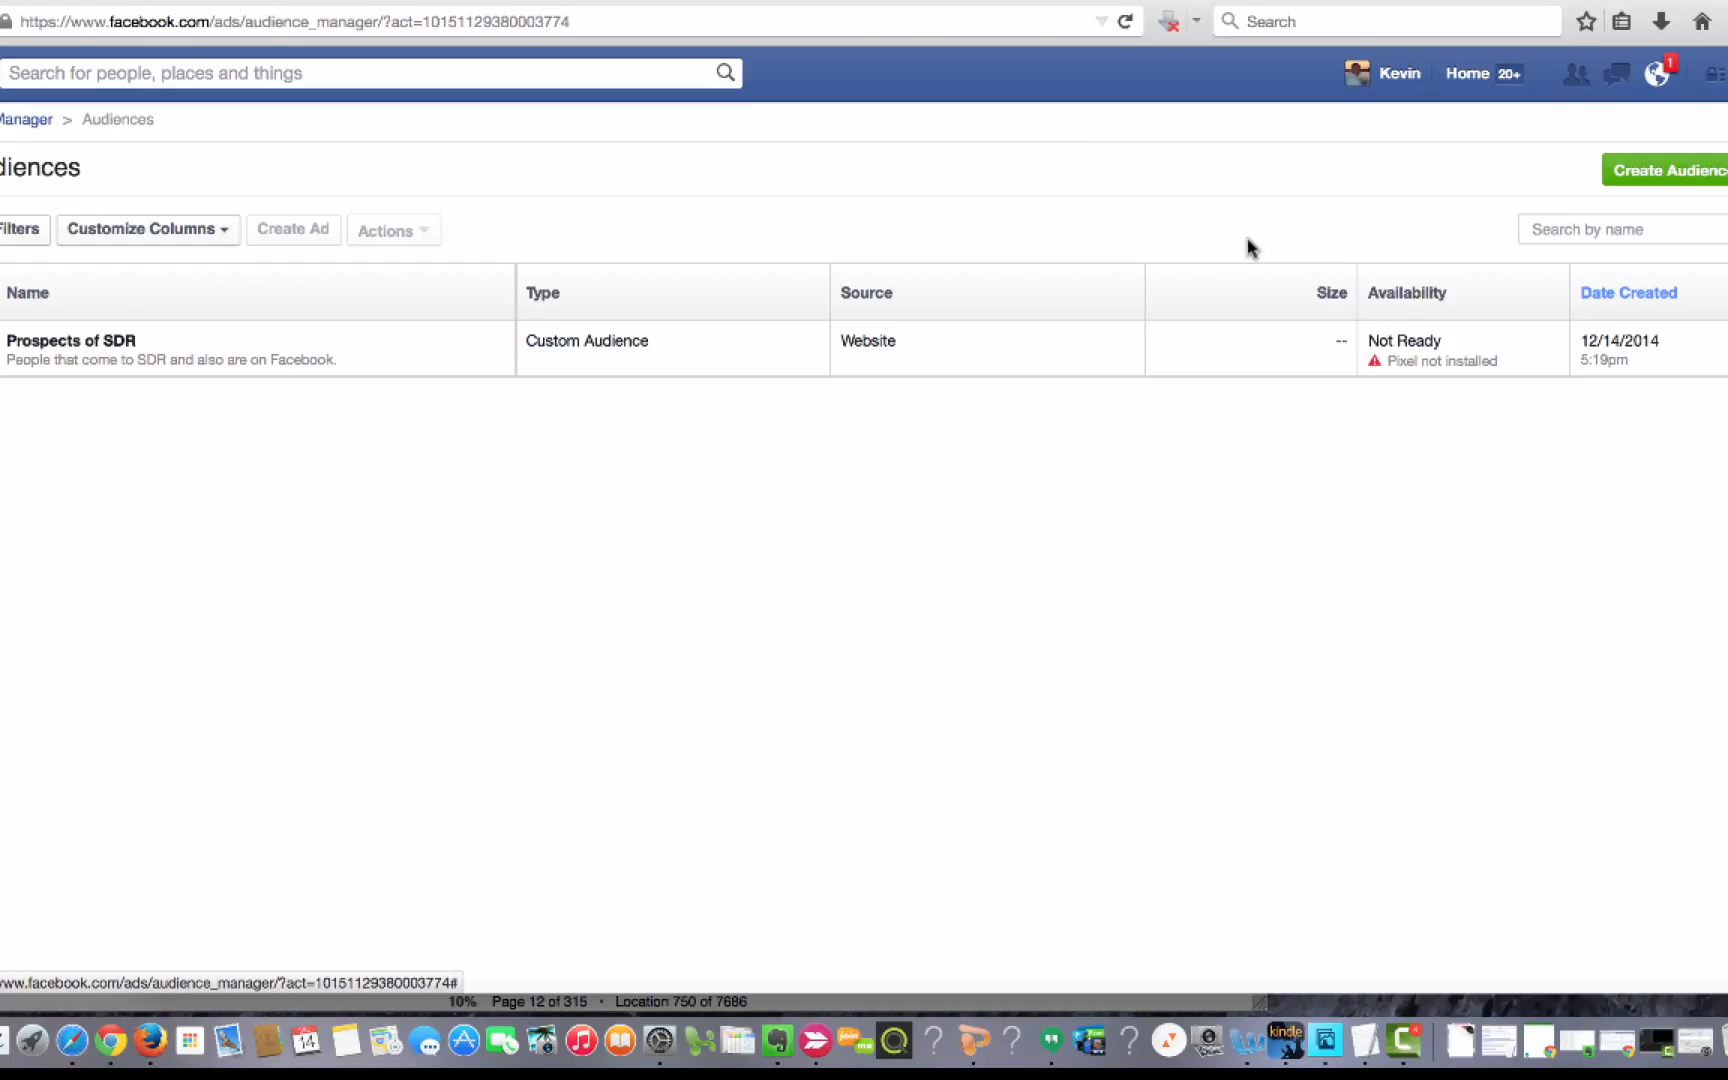 https://www.facebook.com/ads/audience_manager/?act=10151129380003774
Search
Search for people, places and things
Kevin
Home 20+
1
Manager > Audiences
diences
Create Audienc
Filters
Customize Columns
Create Ad
Actions
Search by name
Name
Type
Source
Size
Availability
Date Created
Prospects of SDR
People that come to SDR and also are on Facebook.
Custom Audience
Website
--
Not Ready
Pixel not installed
12/14/2014
5:19pm
www.facebook.com/ads/audience_manager/?act=10151129380003774#
10% Page 12 of 315 • Location 750 of 7686
14
kindle